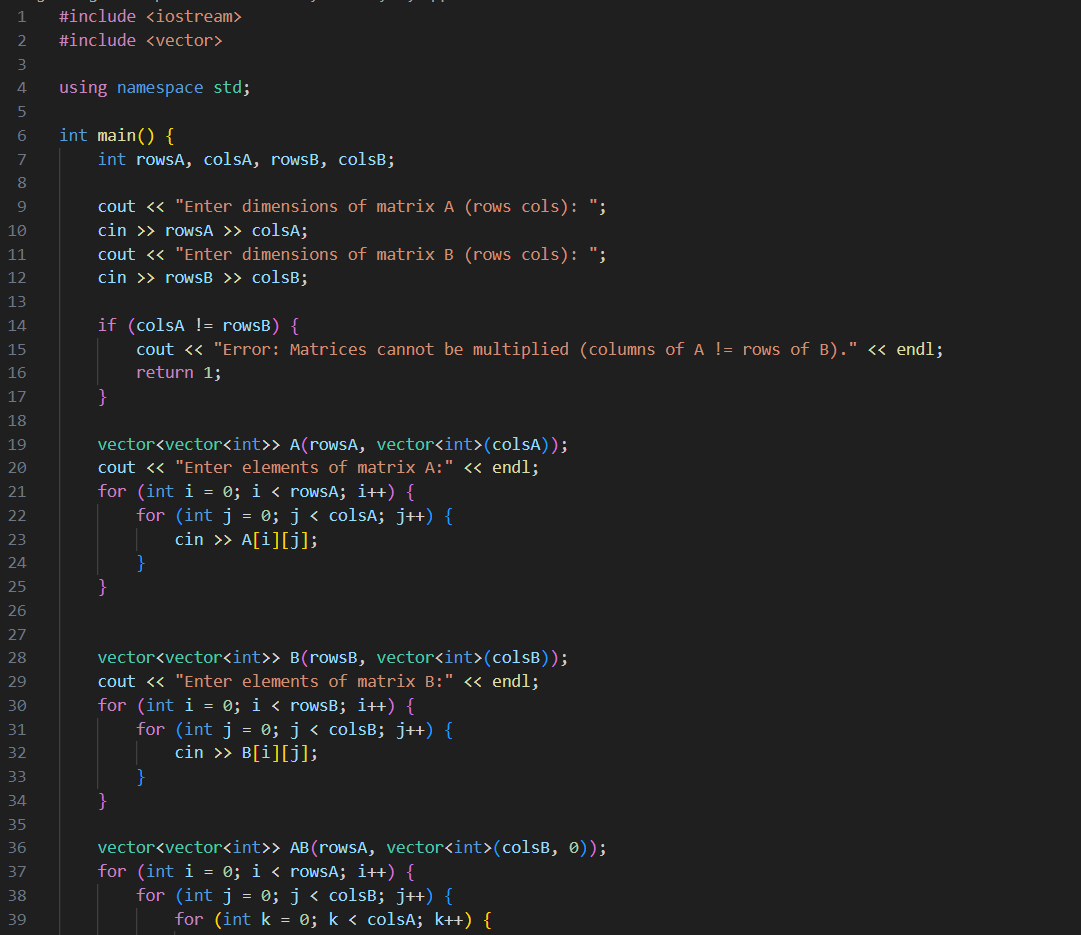 1 #include <iostream>
2 #include <vector>
3
4 using namespace std;
5
6 int main() {
7     int rowsA, colsA, rowsB, colsB;
8
9     cout << "Enter dimensions of matrix A (rows cols): ";
10     cin >> rowsA >> colsA;
11     cout << "Enter dimensions of matrix B (rows cols): ";
12     cin >> rowsB >> colsB;
13
14     if (colsA != rowsB) {
15         cout << "Error: Matrices cannot be multiplied (columns of A != rows of B)." << endl;
16         return 1;
17     }
18
19     vector<vector<int>> A(rowsA, vector<int>(colsA));
20     cout << "Enter elements of matrix A:" << endl;
21     for (int i = 0; i < rowsA; i++) {
22         for (int j = 0; j < colsA; j++) {
23             cin >> A[i][j];
24         }
25     }
26
27
28     vector<vector<int>> B(rowsB, vector<int>(colsB));
29     cout << "Enter elements of matrix B:" << endl;
30     for (int i = 0; i < rowsB; i++) {
31         for (int j = 0; j < colsB; j++) {
32             cin >> B[i][j];
33         }
34     }
35
36     vector<vector<int>> AB(rowsA, vector<int>(colsB, 0));
37     for (int i = 0; i < rowsA; i++) {
38         for (int j = 0; j < colsB; j++) {
39             for (int k = 0; k < colsA; k++) {